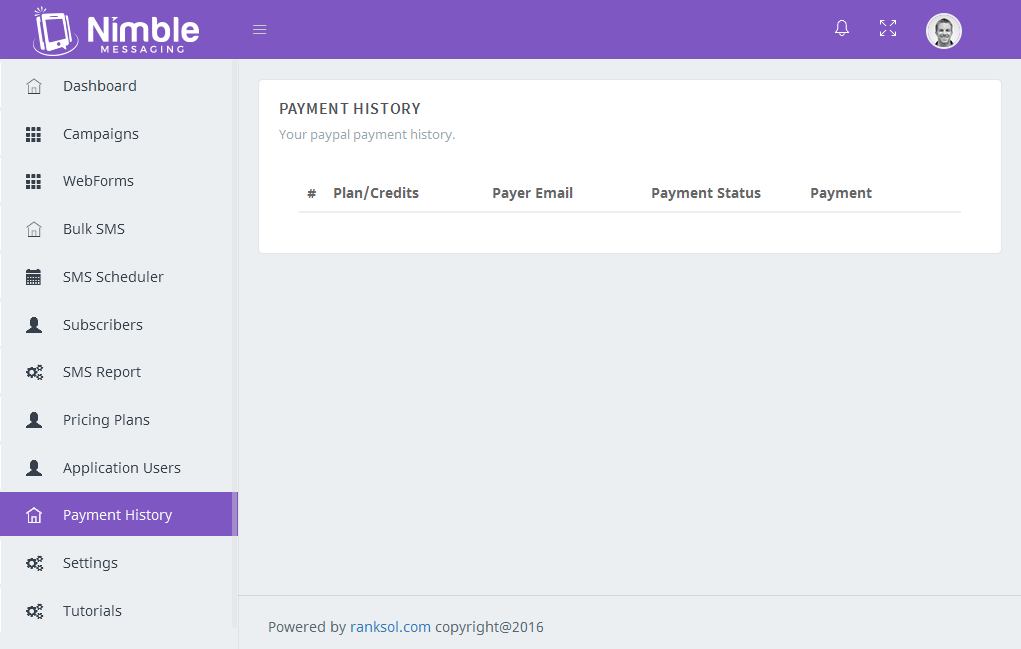 Nimble
MESSAGING
Dashboard
Campaigns
WebForms
Bulk SMS
SMS Scheduler
Subscribers
SMS Report
Pricing Plans
Application Users
Payment History
Settings
Tutorials
PAYMENT HISTORY
Your paypal payment history.
# Plan/Credits Payer Email Payment Status Payment
Powered by ranksol.com copyright@2016